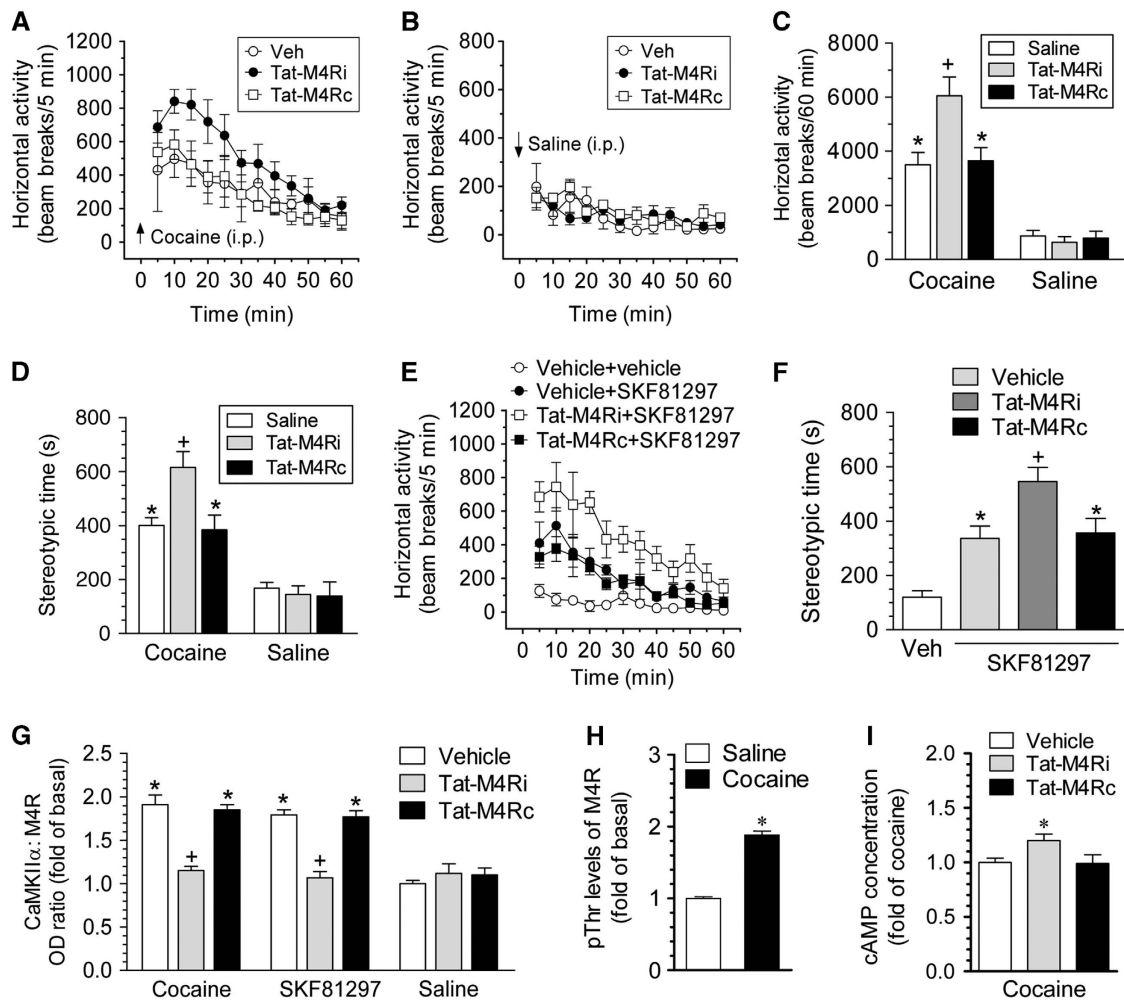 A
Horizontal activity
(beam breaks/5 min)
1200
1000
800
600
400
200
0
Veh
Tat-M4Ri
Tat-M4Rc
Cocaine (i.p.)
0 10 20 30 40 50 60
Time (min)
B
Horizontal activity
(beam breaks/5 min)
800
600
400
200
0
Veh
Tat-M4Ri
Tat-M4Rc
Saline (i.p.)
0 10 20 30 40 50 60
Time (min)
C
Horizotal activity
(beam breaks/60 min)
8000
6000
4000
2000
0
Saline
Tat-M4Ri
Tat-M4Rc
* + *
Cocaine Saline
D
Stereotypic time (s)
800
600
400
200
0
Saline
Tat-M4Ri
Tat-M4Rc
* + *
Cocaine Saline
E
Vehicle+vehicle
Vehicle+SKF81297
Tat-M4Ri+SKF81297
Tat-M4Rc+SKF81297
Horizontal activity
(beam breaks/5 min)
1200
1000
800
600
400
200
0
0 10 20 30 40 50 60
Time (min)
F
Vehicle
Tat-M4Ri
Tat-M4Rc
Stereotypic time (s)
800
600
400
200
0
* + *
Veh
SKF81297
G
CaMKIIα: M4R
OD ratio (fold of basal)
2.5
2.0
1.5
1.0
0.5
0.0
Vehicle
Tat-M4Ri
Tat-M4Rc
* + * * + *
Cocaine SKF81297 Saline
H
pThr levels of M4R
(fold of basal)
3
2
1
0
Saline
Cocaine
*
I
cAMP concentration
(fold of cocaine)
2.0
1.5
1.0
0.5
0.0
Vehicle
Tat-M4Ri
Tat-M4Rc
*
Cocaine